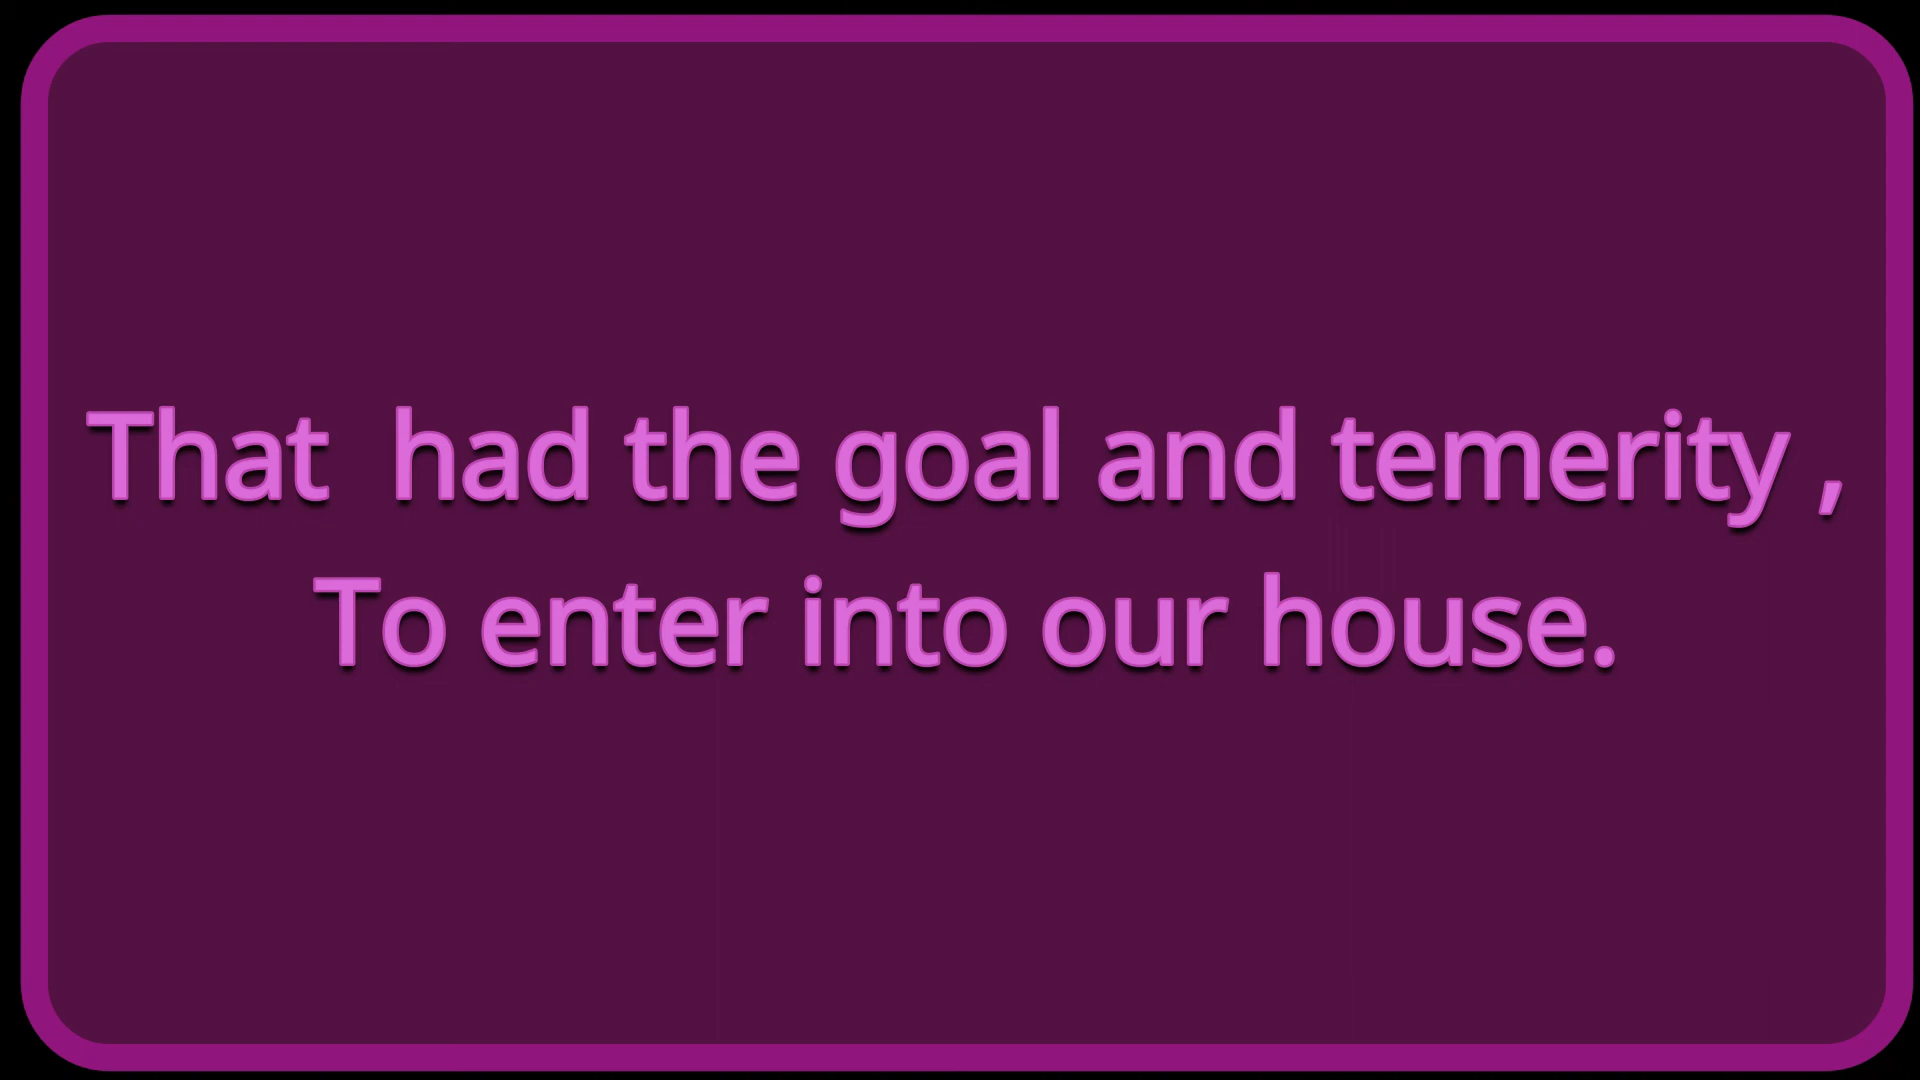 That  had the goal and temerity ,
To enter into our house.